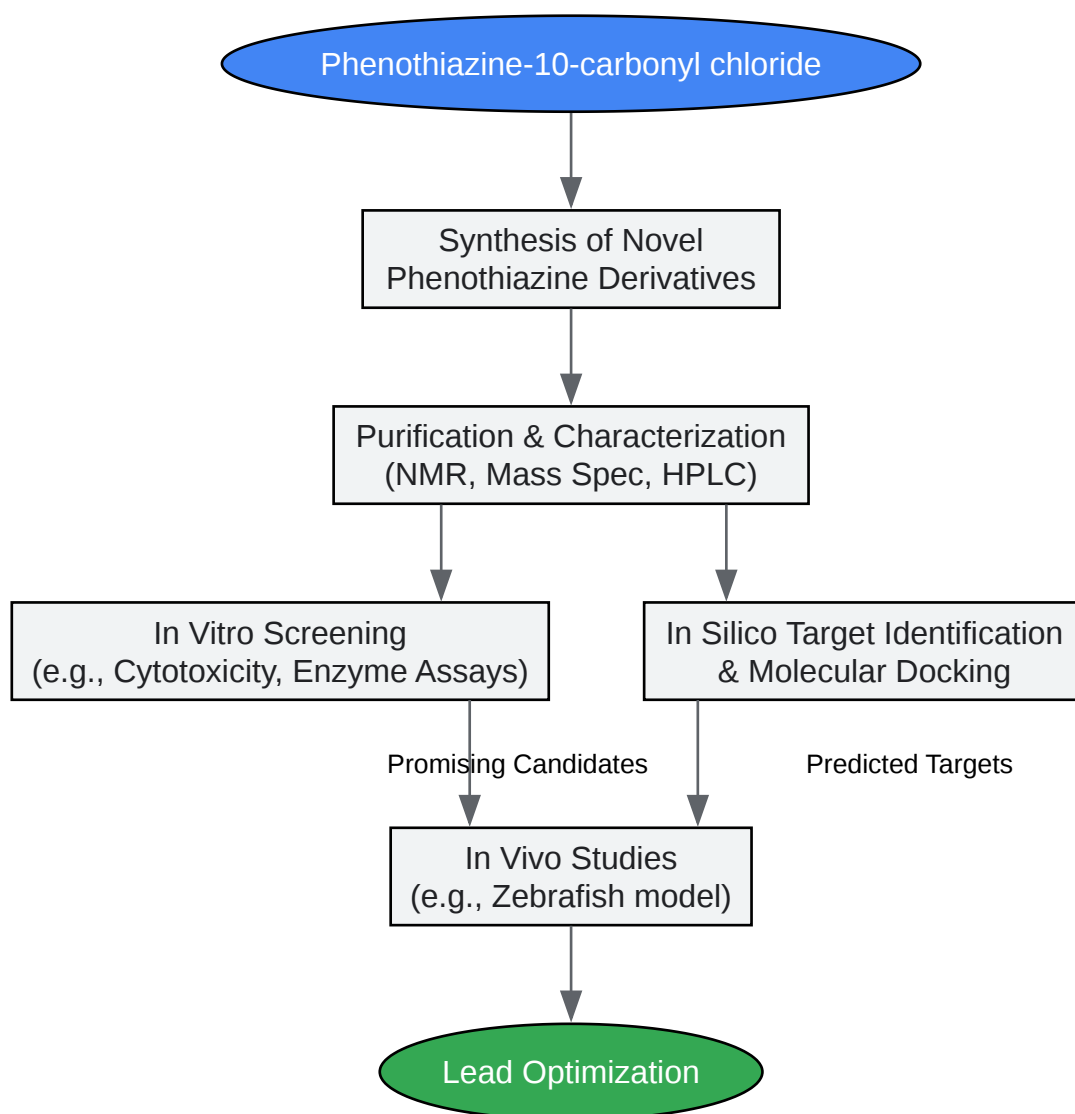 Phenothiazine-10-carbonyl chloride
Synthesis of Novel
Phenothiazine Derivatives
Purification & Characterization
(NMR, Mass Spec, HPLC)
In Vitro Screening
(e.g., Cytotoxicity, Enzyme Assays)
In Silico Target Identification
& Molecular Docking
Promising Candidates
Predicted Targets
In Vivo Studies
(e.g., Zebrafish model)
Lead Optimization